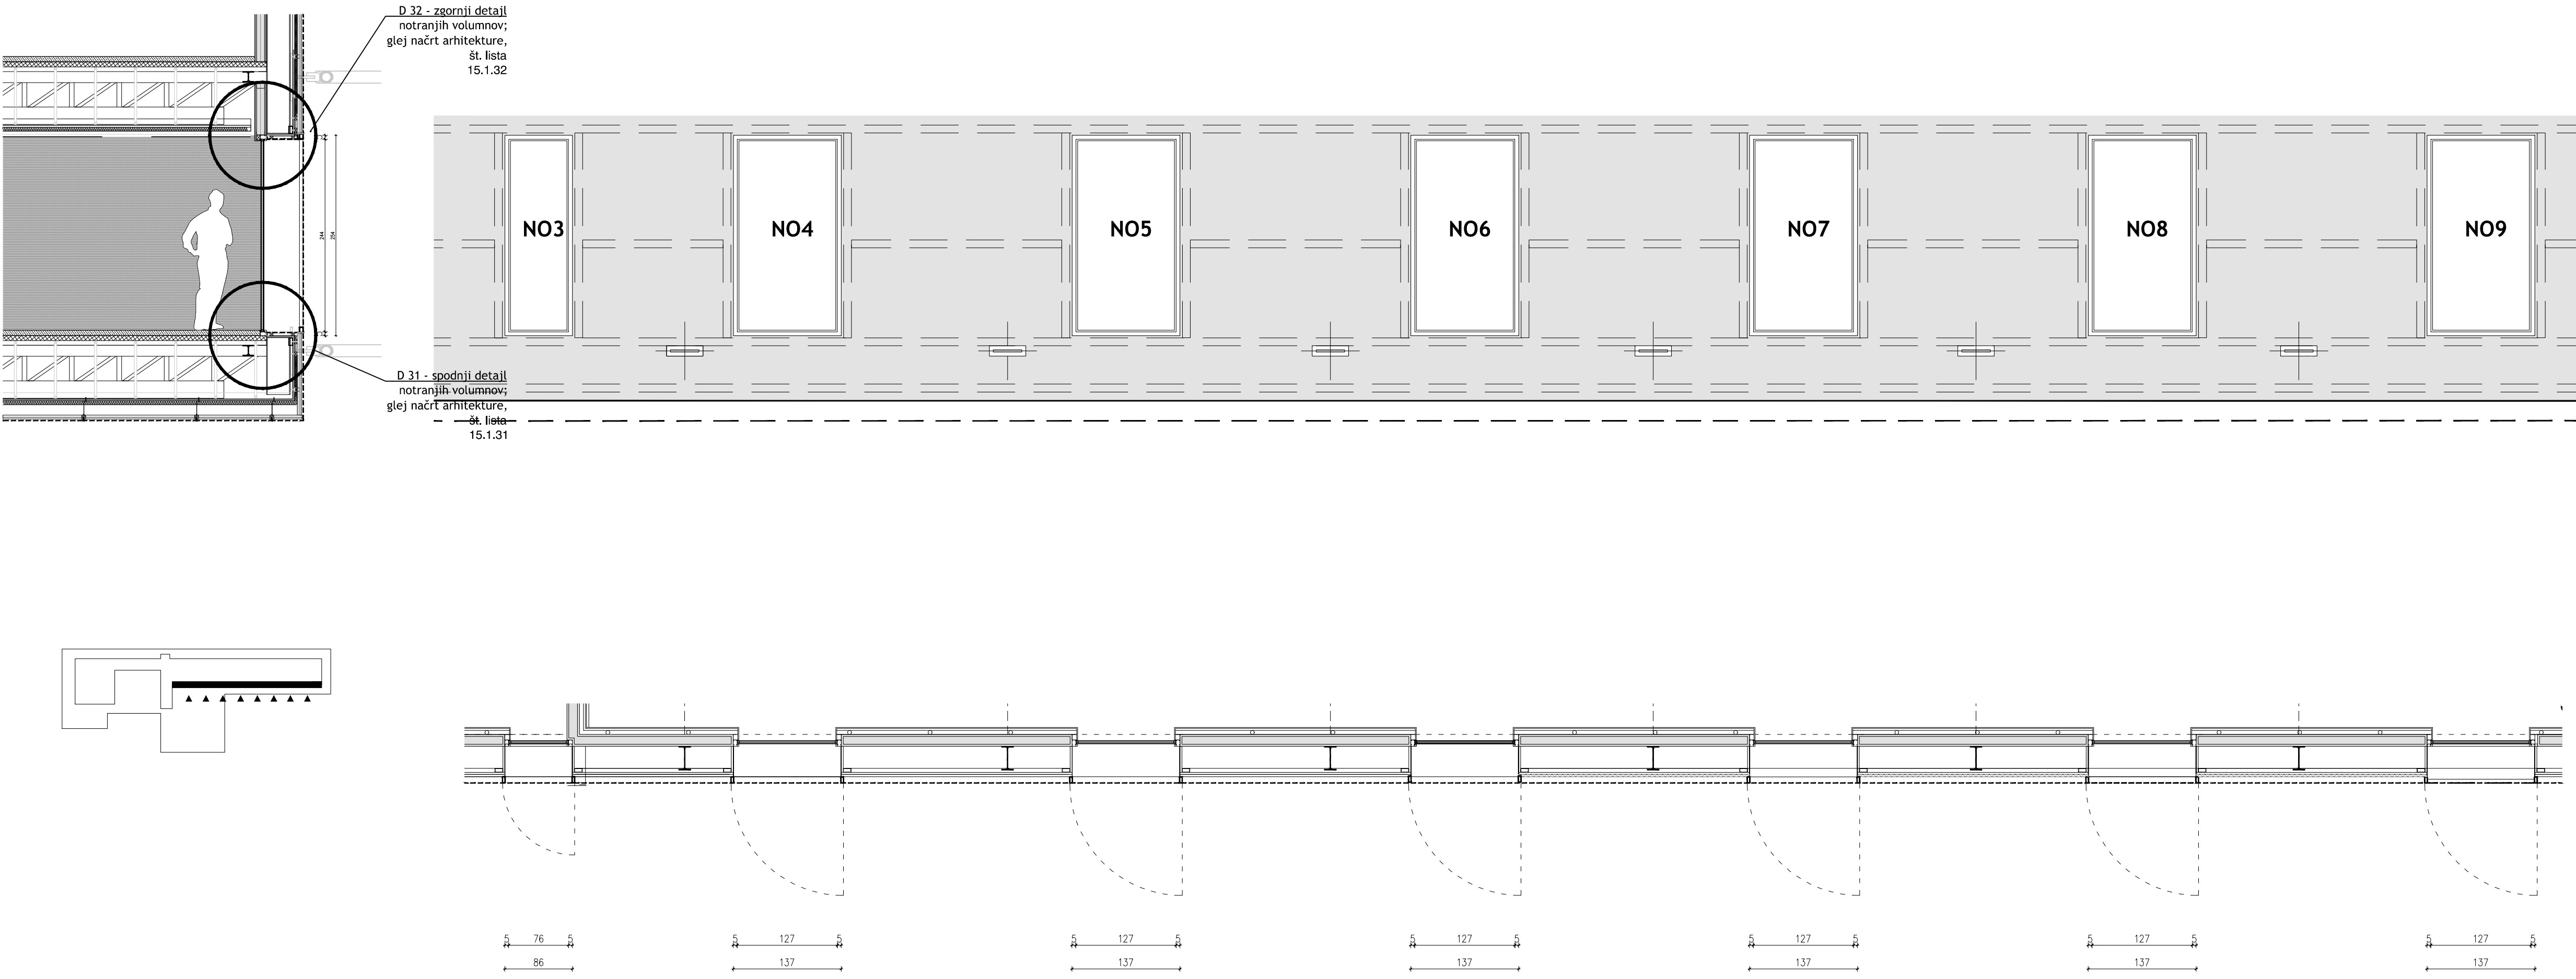 D 32 - zgornji detajl
notranjih volumnov;
glej načrt arhitekture,
št. lista
15.1.32
244
254
NO3
NO4
NO5
NO6
NO7
NO8
NO9
D 31 - spodnji detajl
notranjih volumnov;
glej načrt arhitekture,
št. lista
15.1.31
5 76 5
5 127 5
5 127 5
5 127 5
5 127 5
5 127 5
5 127 5
86
137
137
137
137
137
137